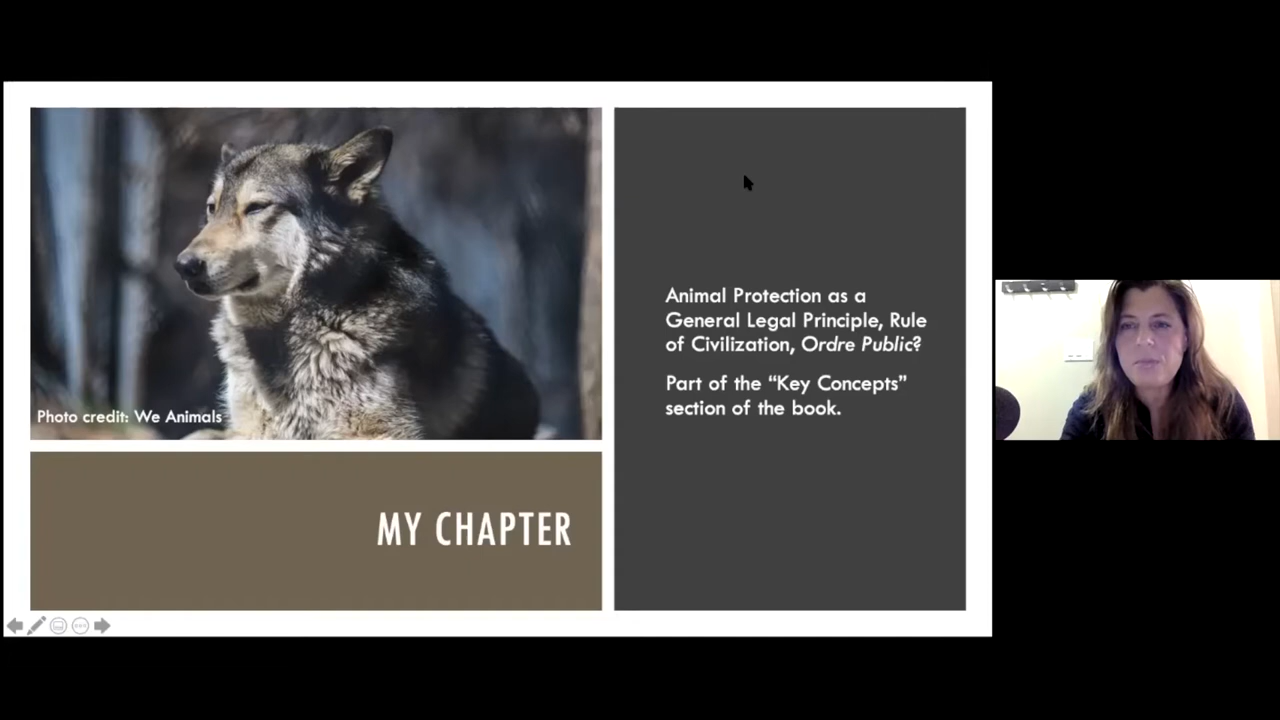 Photo credit: We Animals
MY CHAPTER
Animal Protection as a
General Legal Principle, Rule
of Civilization, Ordre Public?
Part of the “Key Concepts”
section of the book.